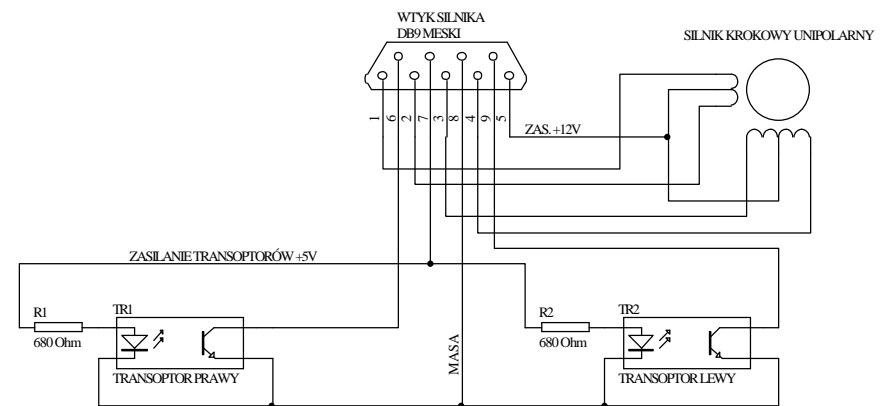 WTYK SILNIKA
DB9 MESKI
SILNIK KROKOWY UNIPOLARNY
1
6
2
7
3
8
4
9
5
ZAS. +12V
ZASILANIE TRANSOPTORÓW +5V
R1
680 Ohm
TR1
TRANSOPTOR PRAWY
MASA
R2
680 Ohm
TR2
TRANSOPTOR LEWY